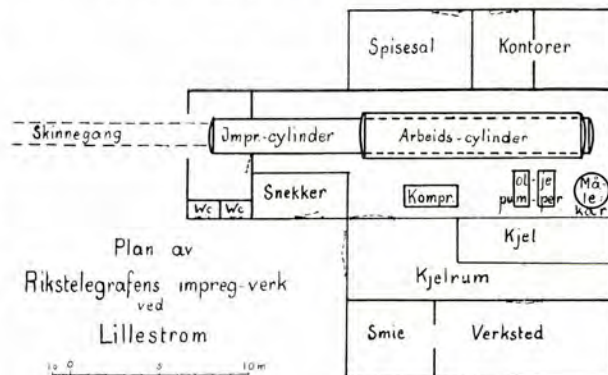 Spisesal
Kontorer
Skinnegang
Impr.-cylinder
Arbeids-cylinder
Snekker
Wc
Wc
Kompr.
ol-je
pum-per
Må-
le-
kar
Kjel
Kjelrum
Smie
Verksted
Plan av
Rikstelegrafens impreg-verk
ved
Lillestrom
10 0 5 10 m